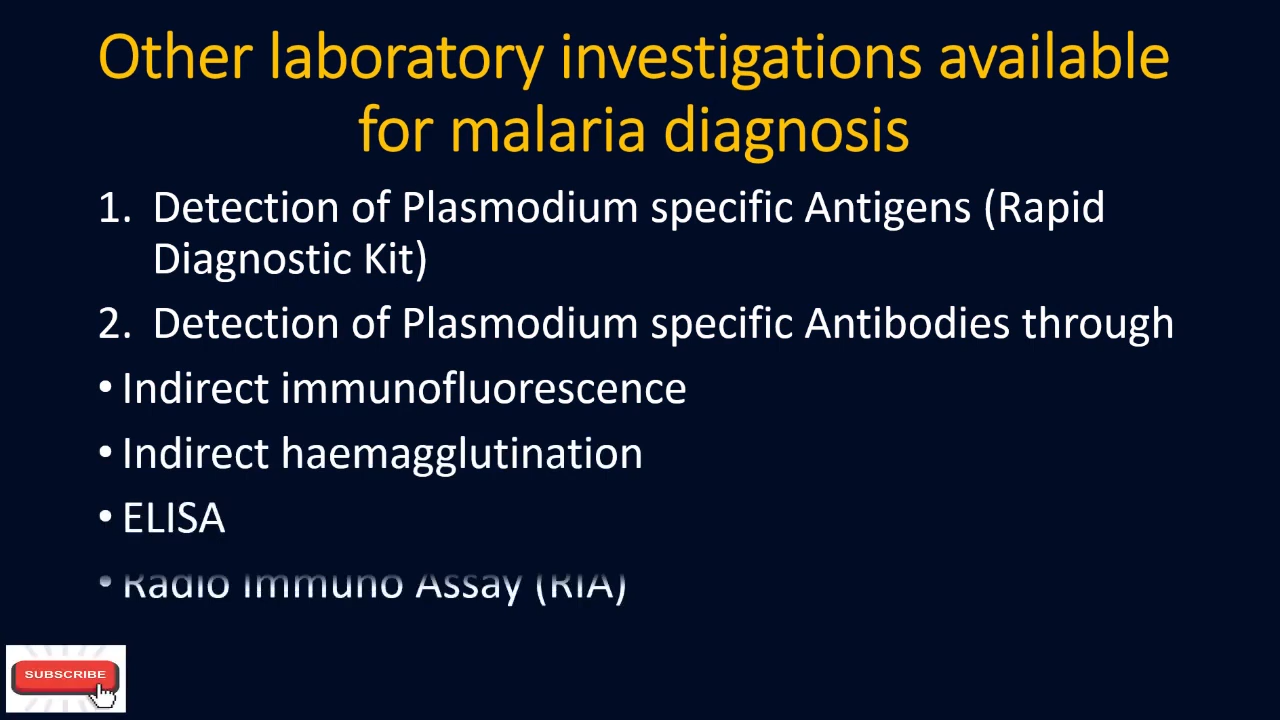 Other laboratory investigations available
for malaria diagnosis
1. Detection of Plasmodium specific Antigens (Rapid
Diagnostic Kit)
2. Detection of Plasmodium specific Antibodies through
• Indirect immunofluorescence
• Indirect haemagglutination
• ELISA
• Radio Immuno Assay (RIA)
SUBSCRIBE